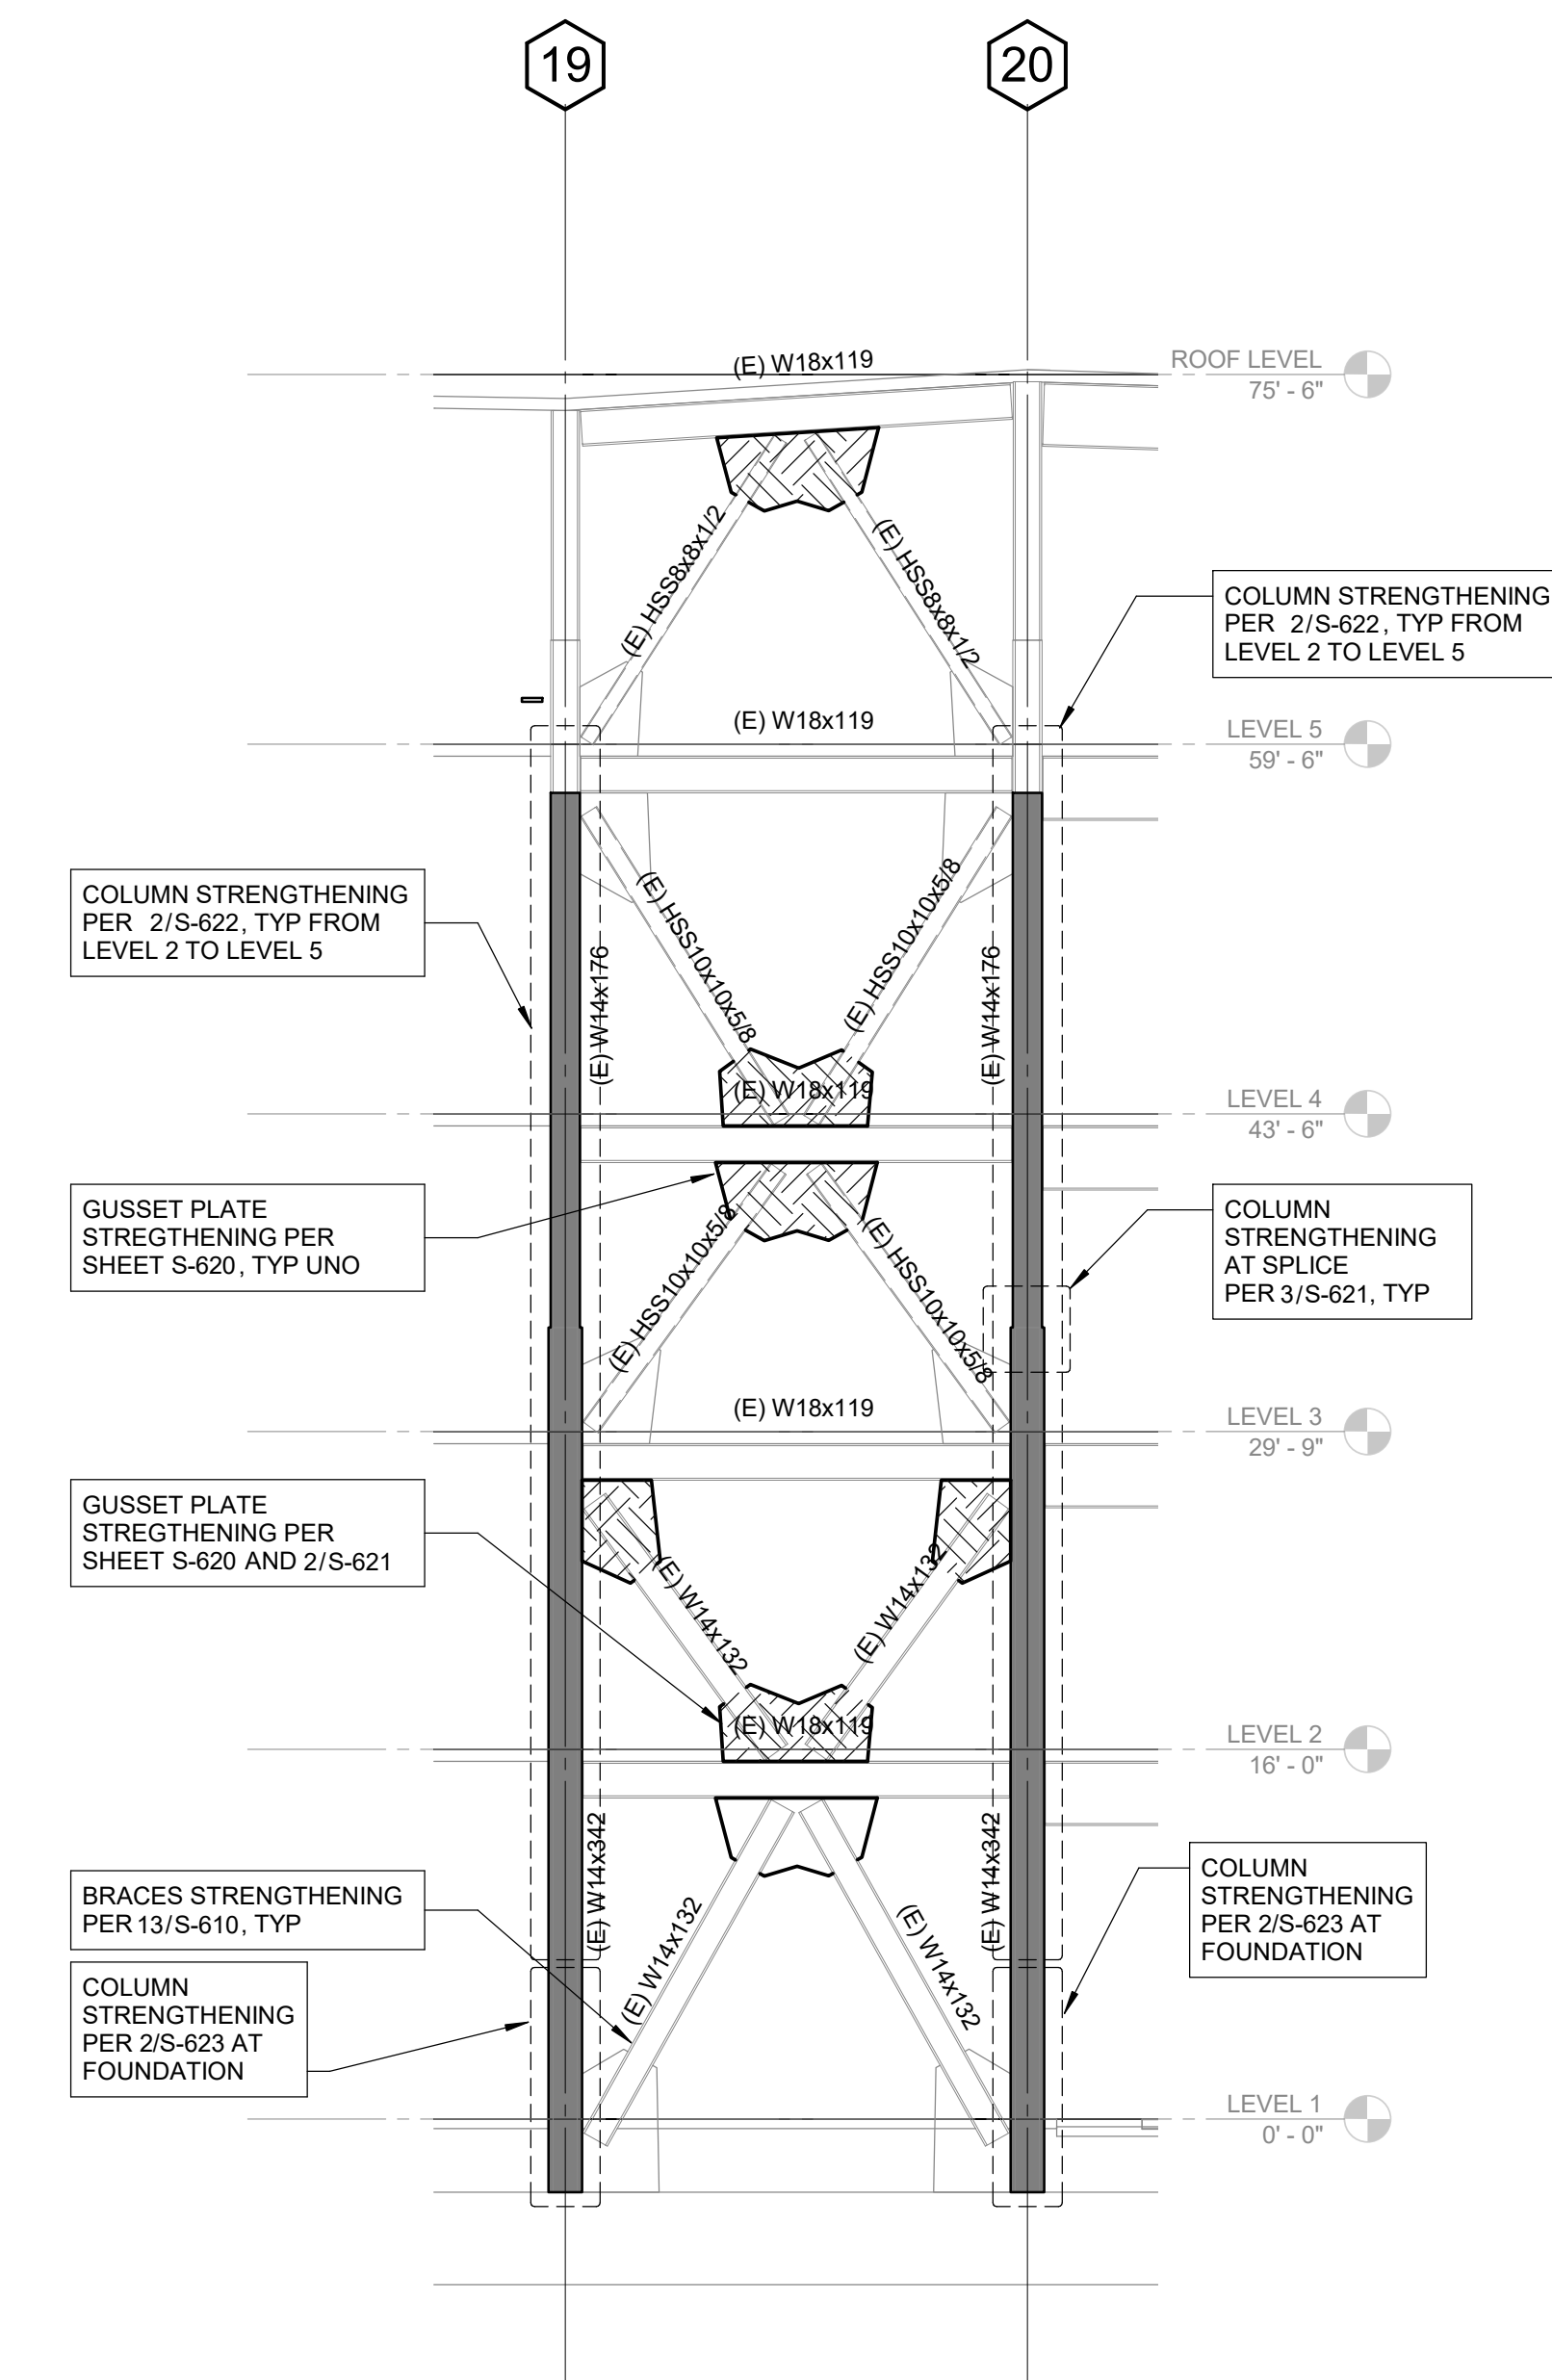 19
20
(E) W18x119
ROOF LEVEL
75' - 6"
(E) HSS8x8x1/2
(E) HSS8x8x1/2
COLUMN STRENGTHENING
PER 2/S-622, TYP FROM
LEVEL 2 TO LEVEL 5
(E) W18x119
LEVEL 5
59' - 6"
COLUMN STRENGTHENING
PER 2/S-622, TYP FROM
LEVEL 2 TO LEVEL 5
(E) W14x176
(E) HSS10x10x5/8
(E) HSS10x10x5/8
(E) W14x176
(E) W18x119
LEVEL 4
43' - 6"
GUSSET PLATE
STREGTHENING PER
SHEET S-620, TYP UNO
(E) HSS10x10x5/8
(E) HSS10x10x5/8
COLUMN
STRENGTHENING
AT SPLICE
PER 3/S-621, TYP
(E) W18x119
LEVEL 3
29' - 9"
GUSSET PLATE
STREGTHENING PER
SHEET S-620 AND 2/S-621
(E) W14x132
(E) W14x132
(E) W18x119
LEVEL 2
16' - 0"
(E) W14x342
(E) W14x342
BRACES STRENGTHENING
PER 13/S-610, TYP
(E) W14x132
(E) W14x132
COLUMN
STRENGTHENING
PER 2/S-623 AT
FOUNDATION
COLUMN
STRENGTHENING
PER 2/S-623 AT
FOUNDATION
LEVEL 1
0' - 0"